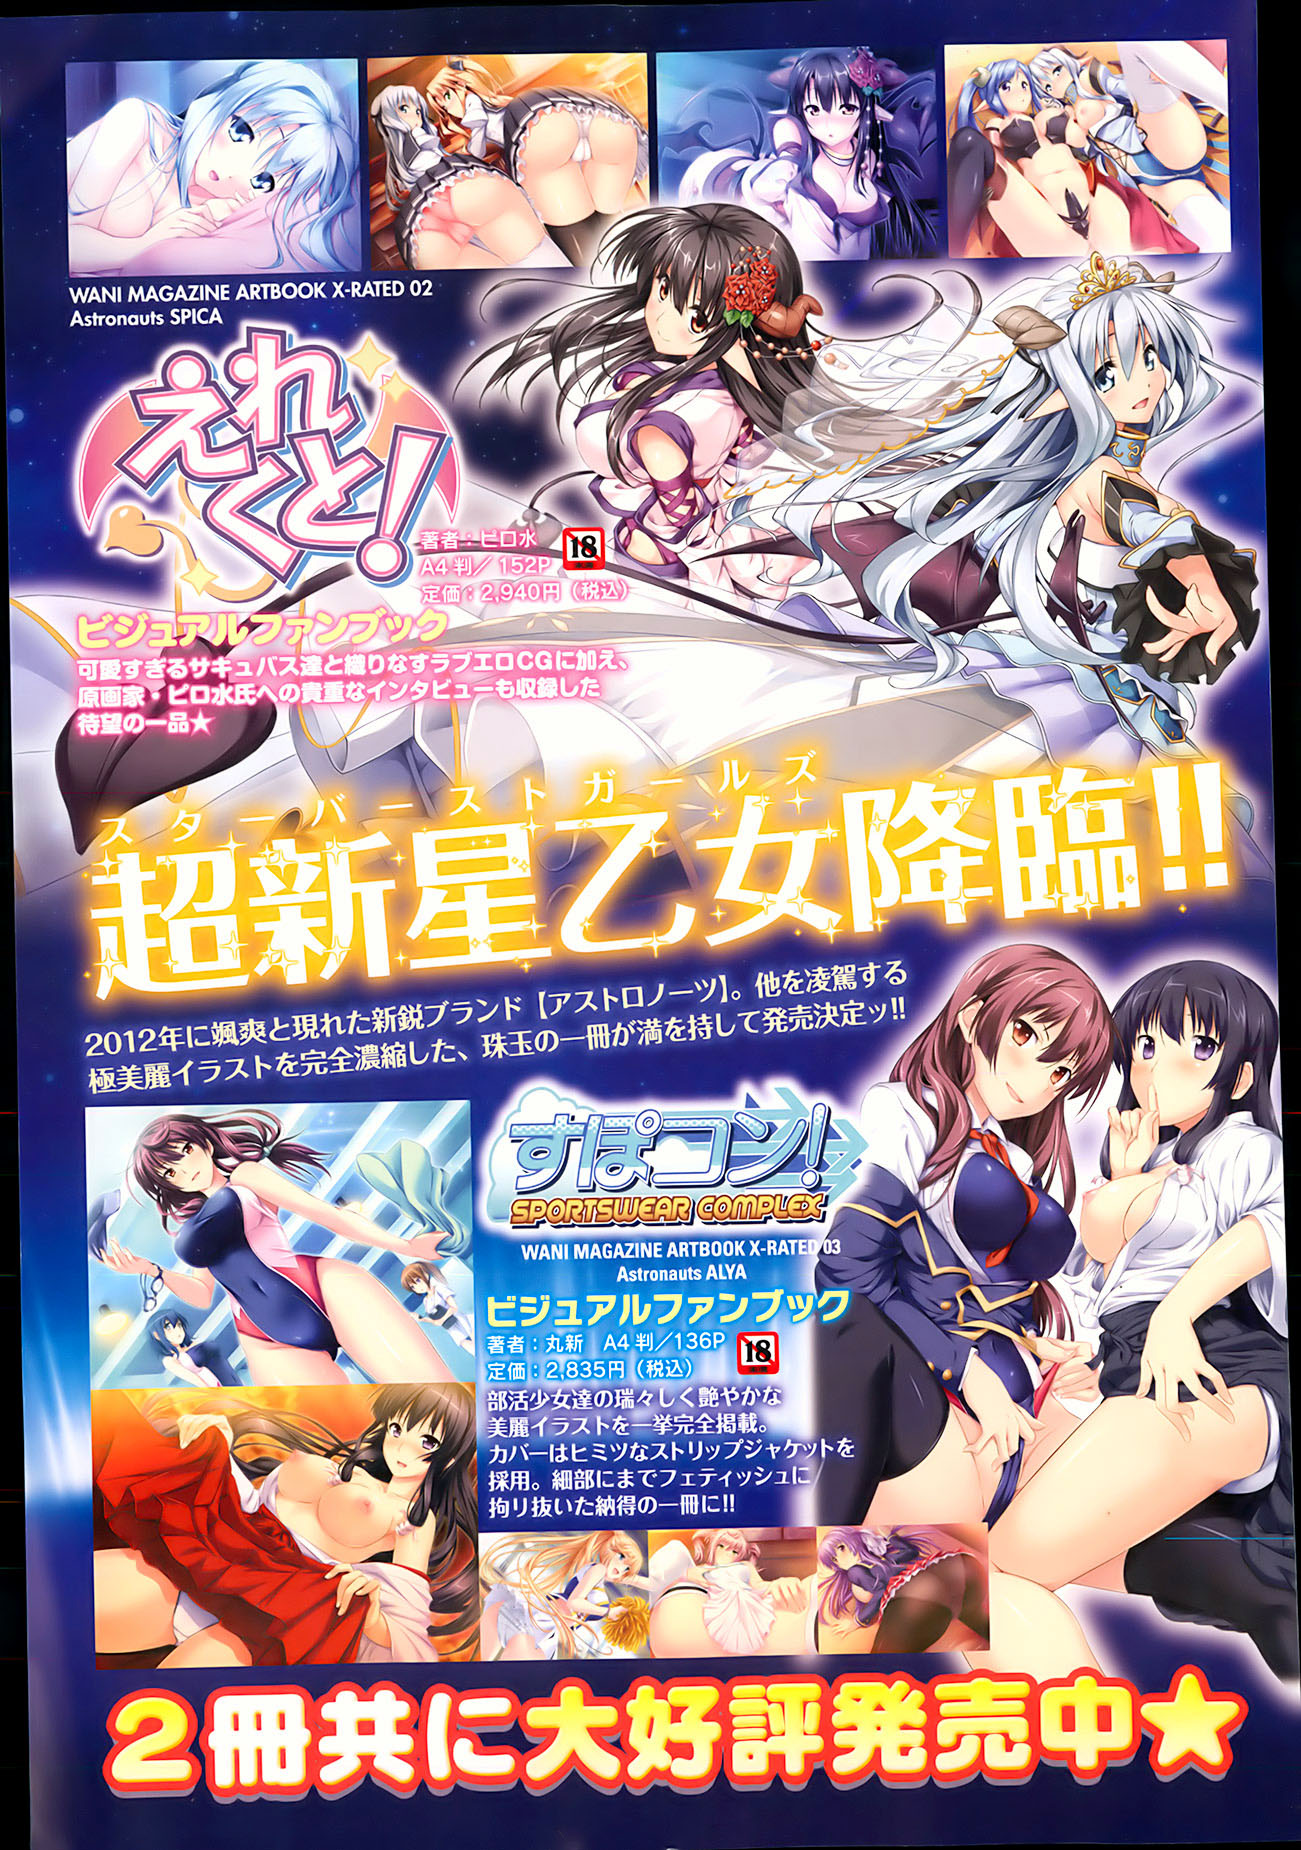 WANI MAGAZINE ARTBOOK X-RATED 02
Astronauts SPICA
えれくと!
著者:ピロ水
A4判/152P
18
定価:2,940円(税込)
ビジュアルファンブック
可愛すぎるサキュバス達と織りなすラブエロCGに加え、
原画家・ピロ水氏への貴重なインタビューも収録した
待望の一品★
スターバーストガールズ
超新星乙女降臨!!
2012年に颯爽と現れた新鋭ブランド【アストロノーツ】。他を凌駕する
極美麗イラストを完全濃縮した、珠玉の一冊が満を持して発売決定ッ!!
すぽコン!
SPORTSWEAR COMPLEX
WANI MAGAZINE ARTBOOK X-RATED 03
Astronauts ALYA
ビジュアルファンブック
著者:丸新 A4判/136P
18
定価:2,835円(税込)
部活少女達の瑞々しく艶やかな
美麗イラストを一挙完全掲載。
カバーはヒミツなストリップジャケットを
採用。細部にまでフェティッシュに
拘り抜いた納得の一冊に!!
2冊共に大好評発売中★